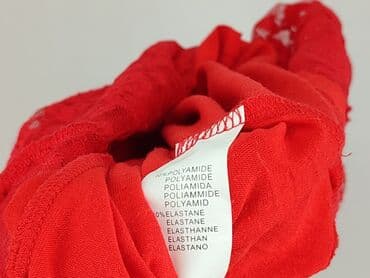 POLYAMIDE
POLYAMIDE
POLIAMIDA
POLIAMMIDE
POLYAMID
ELASTANE
ELASTANE
ELASTHANNE
ELASTHAN
ELASTANO